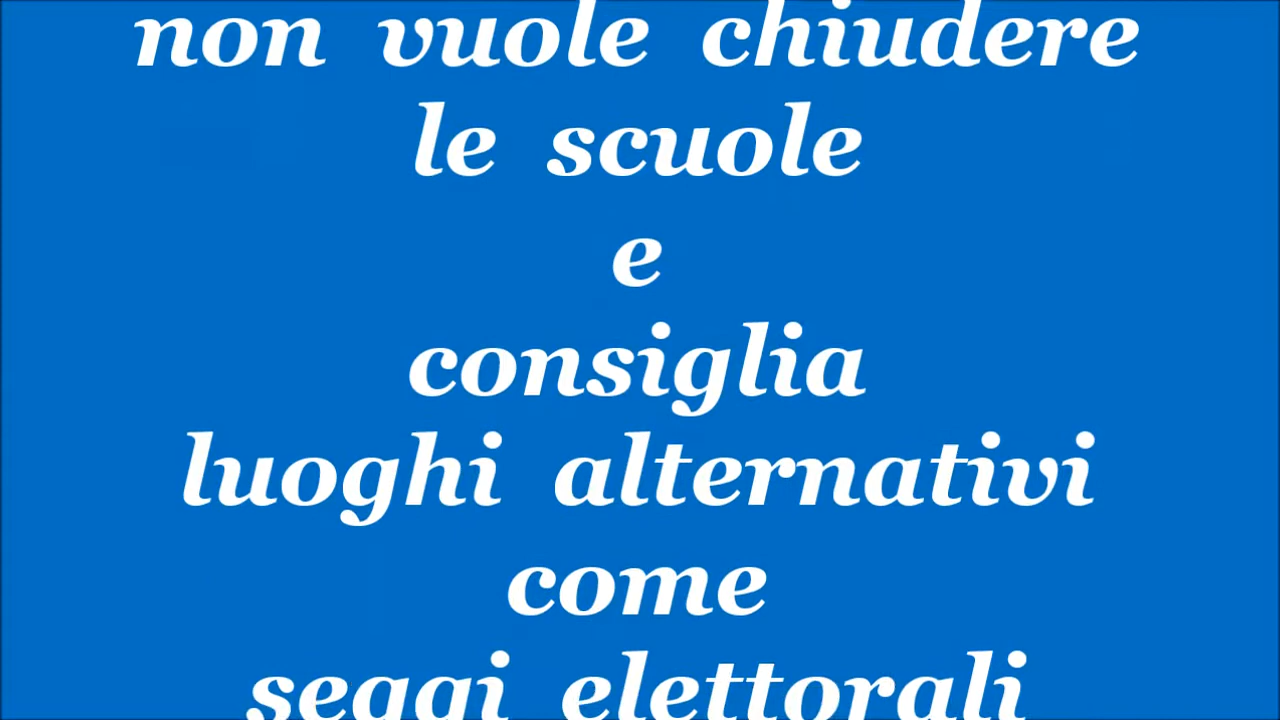 non vuole chiudere
le scuole
e
consiglia
luoghi alternativi
come
seggi elettorali